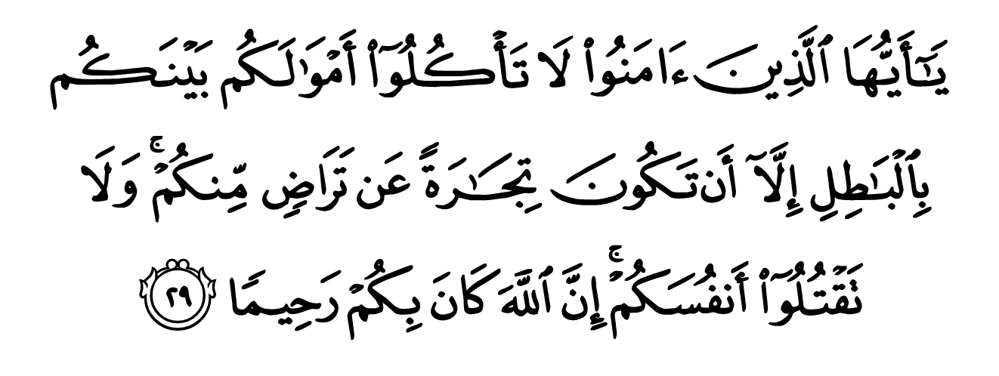 يَـٰٓأَيُّهَا ٱلَّذِينَ ءَامَنُوا۟ لَا تَأْكُلُوٓا۟ أَمْوَٰلَكُم بَيْنَكُم
بِٱلْبَـٰطِلِ إِلَّآ أَن تَكُونَ تِجَـٰرَةً عَن تَرَاضٍ مِّنكُمْ ۚ وَلَا
تَقْتُلُوٓا۟ أَنفُسَكُمْ ۚ إِنَّ ٱللَّهَ كَانَ بِكُمْ رَحِيمًا ٢٩